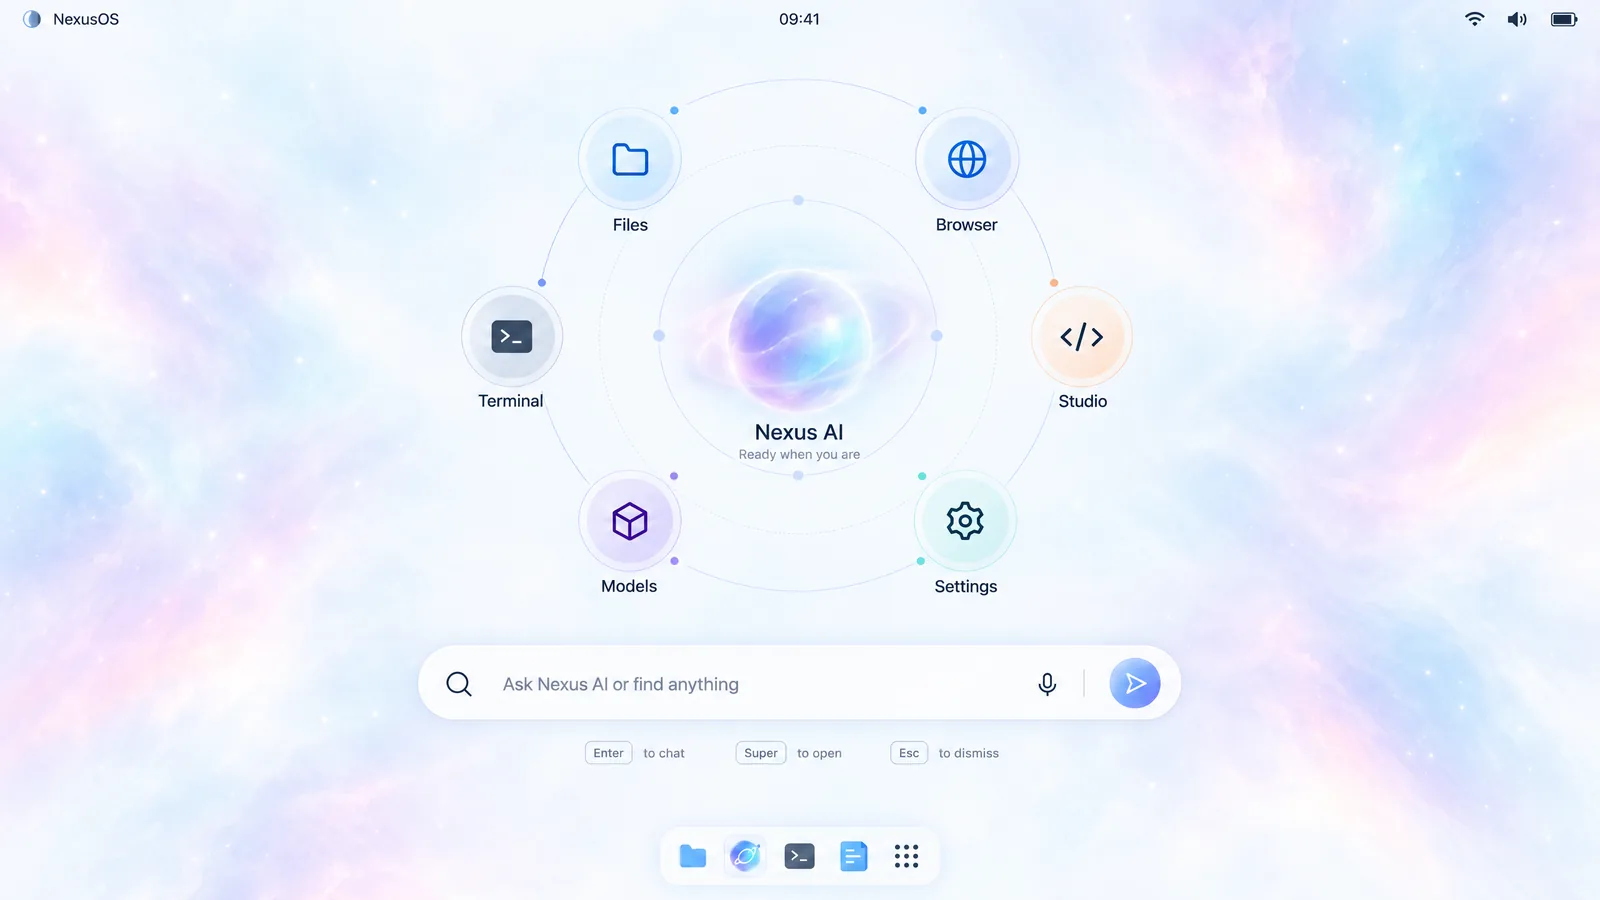 NexusOS
09:41
Files
Browser
Terminal
Studio
Nexus AI
Ready when you are
Models
Settings
Ask Nexus AI or find anything
Enter to chat
Super to open
Esc to dismiss